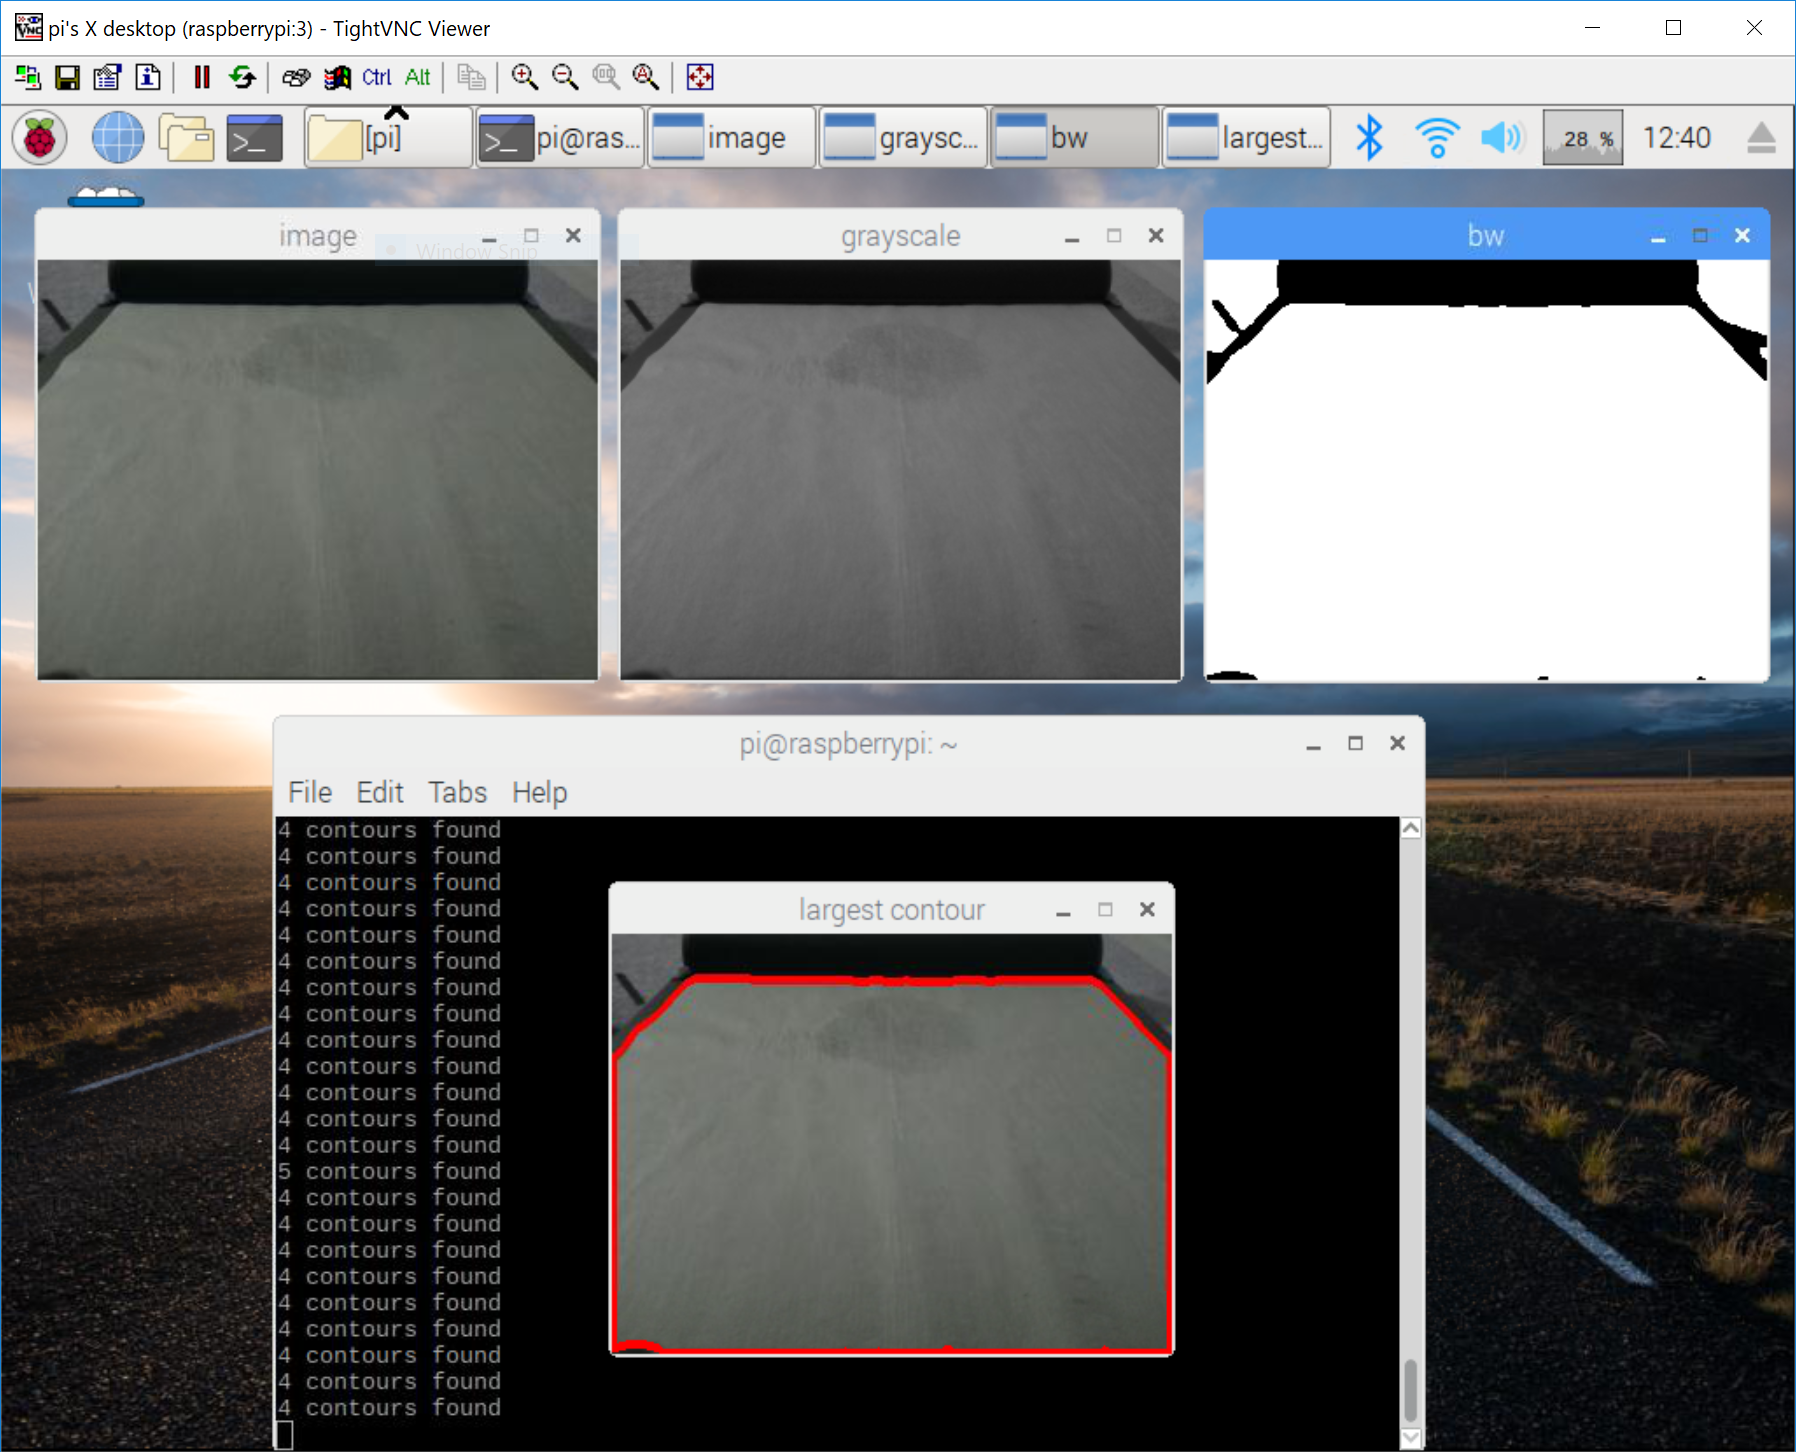 pi's X desktop (raspberrypi:3) - TightVNC Viewer
Ctrl Alt
[pi] pi@ras... image graysc... bw largest... 28 % 12:40
image grayscale bw
Window Snip
pi@raspberrypi: ~
File Edit Tabs Help
4 contours found
4 contours found
4 contours found
4 contours found
4 contours found
4 contours found
4 contours found
4 contours found
4 contours found
4 contours found
4 contours found
4 contours found
4 contours found
5 contours found
4 contours found
4 contours found
4 contours found
4 contours found
4 contours found
4 contours found
4 contours found
4 contours found
4 contours found
largest contour